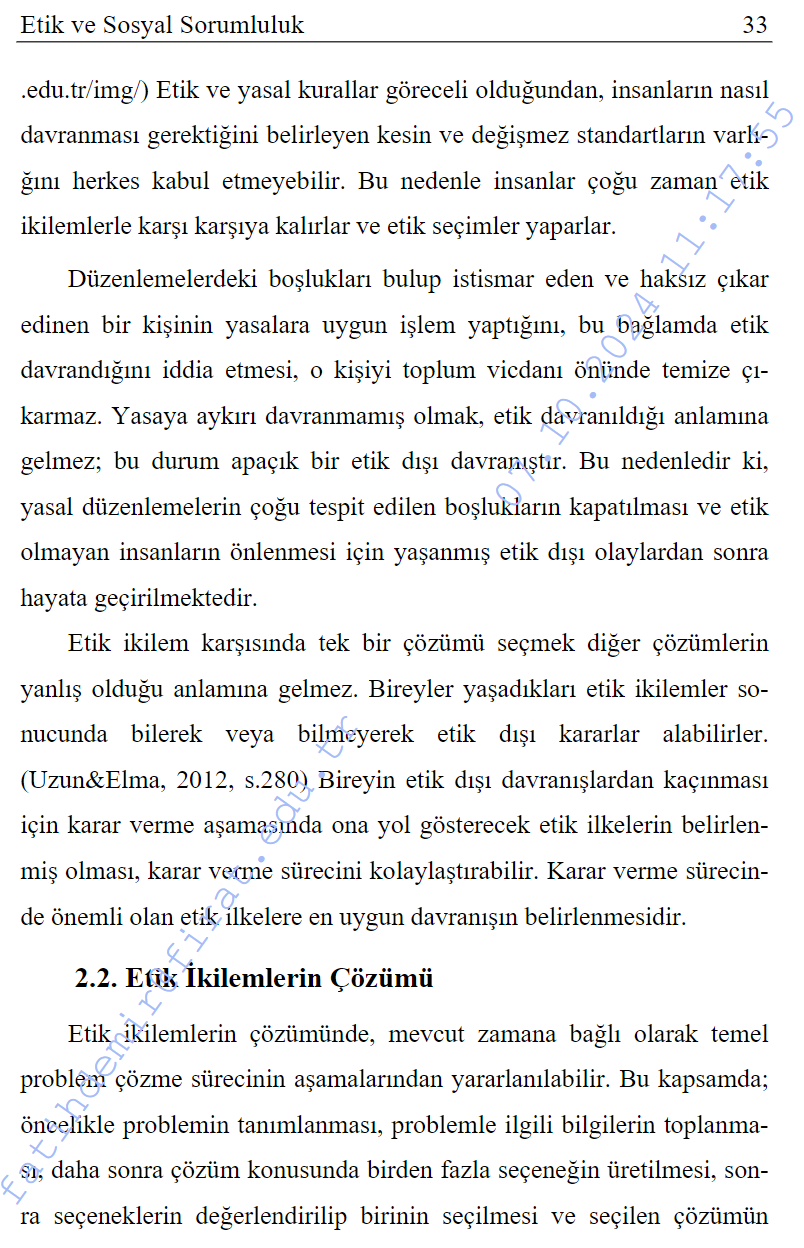 Etik ve Sosyal Sorumluluk 33
.edu.tr/img/) Etik ve yasal kurallar göreceli olduğundan, insanların nasıl
davranması gerektiğini belirleyen kesin ve değişmez standartların varlı-
ğını herkes kabul etmeyebilir. Bu nedenle insanlar çoğu zaman etik
ikilemlerle karşı karşıya kalırlar ve etik seçimler yaparlar.
Düzenlemelerdeki boşlukları bulup istismar eden ve haksız çıkar
edinen bir kişinin yasalara uygun işlem yaptığını, bu bağlamda etik
davrandığını iddia etmesi, o kişiyi toplum vicdanı önünde temize çı-
karmaz. Yasaya aykırı davranmamış olmak, etik davranıldığı anlamına
gelmez; bu durum apaçık bir etik dışı davranıştır. Bu nedenledir ki,
yasal düzenlemelerin çoğu tespit edilen boşlukların kapatılması ve etik
olmayan insanların önlenmesi için yaşanmış etik dışı olaylardan sonra
hayata geçirilmektedir.
Etik ikilem karşısında tek bir çözümü seçmek diğer çözümlerin
yanlış olduğu anlamına gelmez. Bireyler yaşadıkları etik ikilemler so-
nucunda bilerek veya bilmeyerek etik dışı kararlar alabilirler.
(Uzun&Elma, 2012, s.280) Bireyin etik dışı davranışlardan kaçınması
için karar verme aşamasında ona yol gösterecek etik ilkelerin belirlen-
miş olması, karar verme sürecini kolaylaştırabilir. Karar verme sürecin-
de önemli olan etik ilkelere en uygun davranışın belirlenmesidir.
2.2. Etik İkilemlerin Çözümü
Etik ikilemlerin çözümünde, mevcut zamana bağlı olarak temel
problem çözme sürecinin aşamalarından yararlanılabilir. Bu kapsamda;
öncelikle problemin tanımlanması, problemle ilgili bilgilerin toplanma-
sı, daha sonra çözüm konusunda birden fazla seçeneğin üretilmesi, son-
ra seçeneklerin değerlendirilip birinin seçilmesi ve seçilen çözümün
fatihdemir@firat.edu.tr 07.10.2024 11:17:55